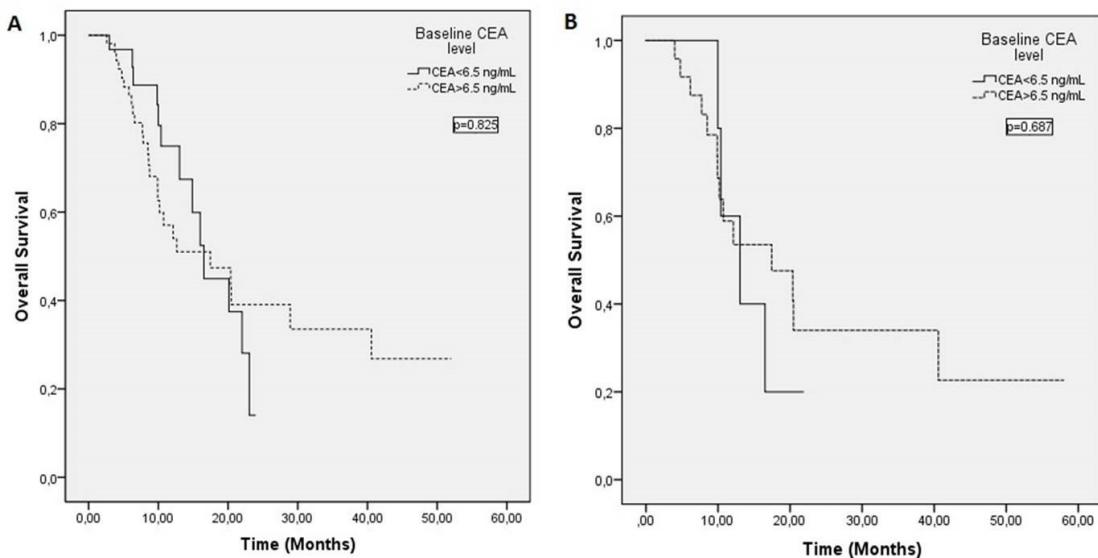 A
Baseline CEA
level
CEA<6.5 ng/mL
CEA>6.5 ng/mL
p=0.825
Overall Survival
1,0
0,8
0,6
0,4
0,2
0,0
0,00 10,00 20,00 30,00 40,00 50,00 60,00
Time (Months)
B
Baseline CEA
level
CEA<6.5 ng/mL
CEA>6.5 ng/mL
p=0.687
Overall Survival
1,0
0,8
0,6
0,4
0,2
0,0
,00 10,00 20,00 30,00 40,00 50,00 60,00
Time (Months)